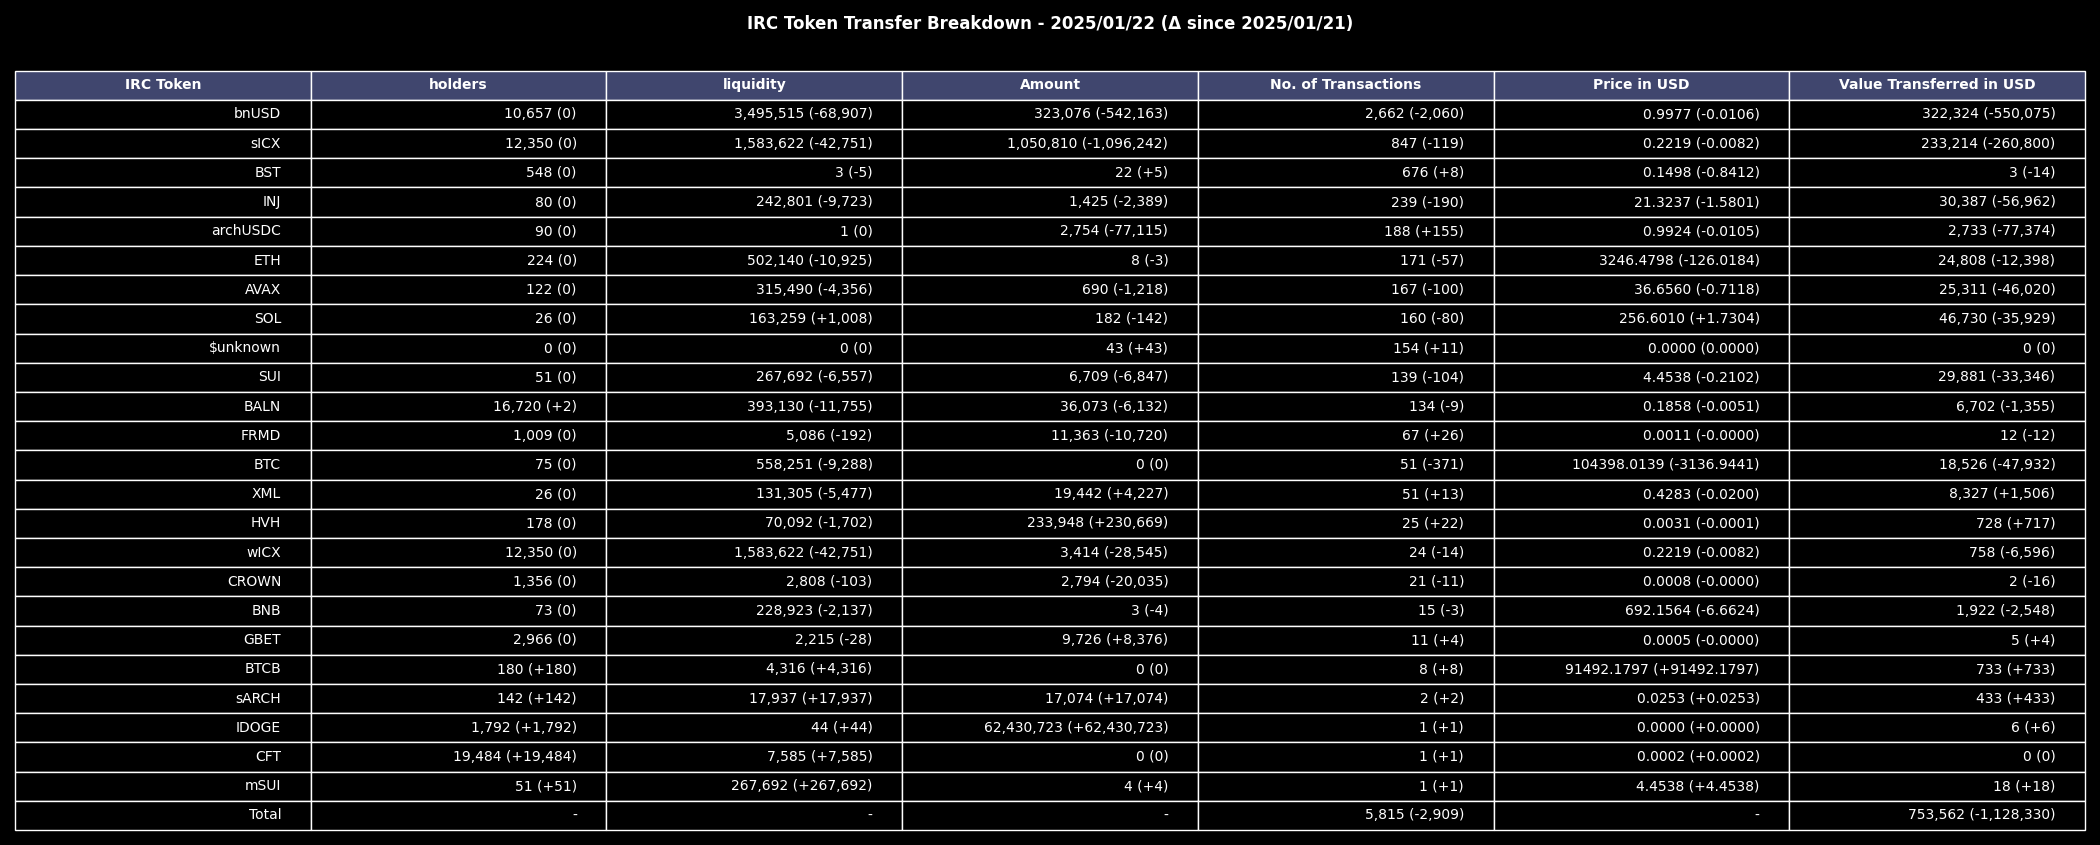 IRC Token Transfer Breakdown - 2025/01/22 (Δ since 2025/01/21)
IRC Token holders liquidity Amount No. of Transactions Price in USD Value Transferred in USD
bnUSD 10,657 (0) 3,495,515 (-68,907) 323,076 (-542,163) 2,662 (-2,060) 0.9977 (-0.0106) 322,324 (-550,075)
sICX 12,350 (0) 1,583,622 (-42,751) 1,050,810 (-1,096,242) 847 (-119) 0.2219 (-0.0082) 233,214 (-260,800)
BST 548 (0) 3 (-5) 22 (+5) 676 (+8) 0.1498 (-0.8412) 3 (-14)
INJ 80 (0) 242,801 (-9,723) 1,425 (-2,389) 239 (-190) 21.3237 (-1.5801) 30,387 (-56,962)
archUSDC 90 (0) 1 (0) 2,754 (-77,115) 188 (+155) 0.9924 (-0.0105) 2,733 (-77,374)
ETH 224 (0) 502,140 (-10,925) 8 (-3) 171 (-57) 3246.4798 (-126.0184) 24,808 (-12,398)
AVAX 122 (0) 315,490 (-4,356) 690 (-1,218) 167 (-100) 36.6560 (-0.7118) 25,311 (-46,020)
SOL 26 (0) 163,259 (+1,008) 182 (-142) 160 (-80) 256.6010 (+1.7304) 46,730 (-35,929)
$unknown 0 (0) 0 (0) 43 (+43) 154 (+11) 0.0000 (0.0000) 0 (0)
SUI 51 (0) 267,692 (-6,557) 6,709 (-6,847) 139 (-104) 4.4538 (-0.2102) 29,881 (-33,346)
BALN 16,720 (+2) 393,130 (-11,755) 36,073 (-6,132) 134 (-9) 0.1858 (-0.0051) 6,702 (-1,355)
FRMD 1,009 (0) 5,086 (-192) 11,363 (-10,720) 67 (+26) 0.0011 (-0.0000) 12 (-12)
BTC 75 (0) 558,251 (-9,288) 0 (0) 51 (-371) 104398.0139 (-3136.9441) 18,526 (-47,932)
XML 26 (0) 131,305 (-5,477) 19,442 (+4,227) 51 (+13) 0.4283 (-0.0200) 8,327 (+1,506)
HVH 178 (0) 70,092 (-1,702) 233,948 (+230,669) 25 (+22) 0.0031 (-0.0001) 728 (+717)
wICX 12,350 (0) 1,583,622 (-42,751) 3,414 (-28,545) 24 (-14) 0.2219 (-0.0082) 758 (-6,596)
CROWN 1,356 (0) 2,808 (-103) 2,794 (-20,035) 21 (-11) 0.0008 (-0.0000) 2 (-16)
BNB 73 (0) 228,923 (-2,137) 3 (-4) 15 (-3) 692.1564 (-6.6624) 1,922 (-2,548)
GBET 2,966 (0) 2,215 (-28) 9,726 (+8,376) 11 (+4) 0.0005 (-0.0000) 5 (+4)
BTCB 180 (+180) 4,316 (+4,316) 0 (0) 8 (+8) 91492.1797 (+91492.1797) 733 (+733)
sARCH 142 (+142) 17,937 (+17,937) 17,074 (+17,074) 2 (+2) 0.0253 (+0.0253) 433 (+433)
IDOGE 1,792 (+1,792) 44 (+44) 62,430,723 (+62,430,723) 1 (+1) 0.0000 (+0.0000) 6 (+6)
CFT 19,484 (+19,484) 7,585 (+7,585) 0 (0) 1 (+1) 0.0002 (+0.0002) 0 (0)
mSUI 51 (+51) 267,692 (+267,692) 4 (+4) 1 (+1) 4.4538 (+4.4538) 18 (+18)
Total - - - 5,815 (-2,909) - 753,562 (-1,128,330)